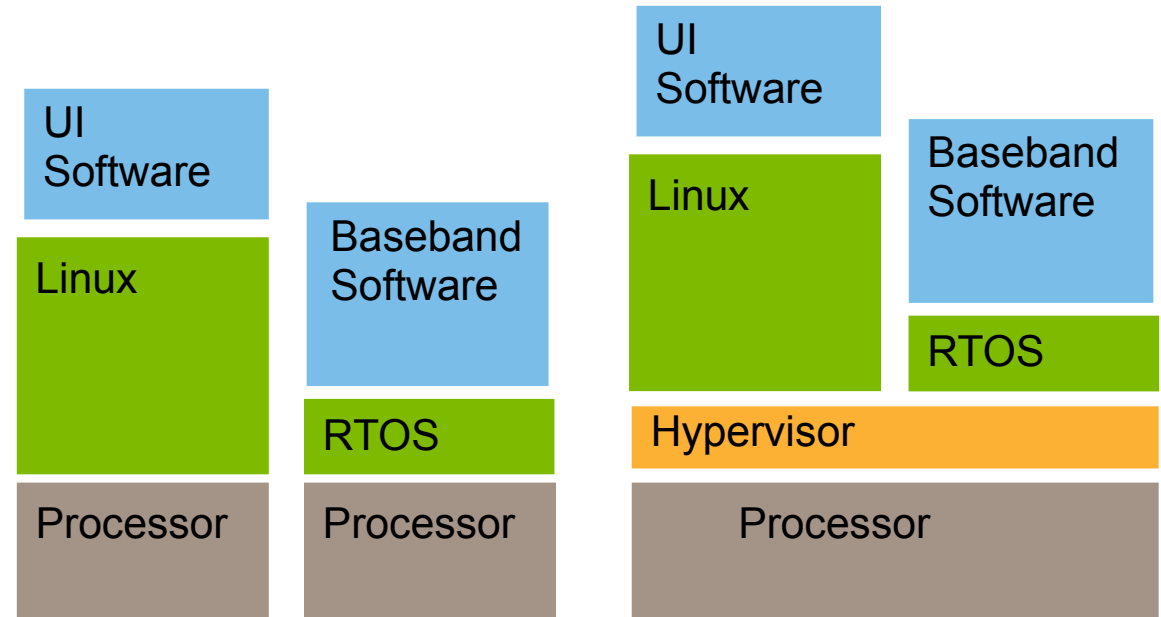 UI
Software
Linux
Processor
Baseband
Software
RTOS
Processor
UI
Software
Linux
Baseband
Software
RTOS
Hypervisor
Processor